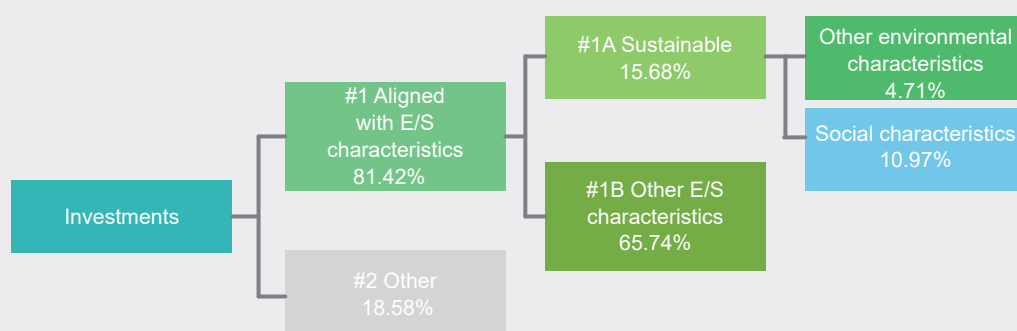 Investments
#1 Aligned
with E/S
characteristics
81.42%
#2 Other
18.58%
#1A Sustainable
15.68%
#1B Other E/S
characteristics
65.74%
Other environmental
characteristics
4.71%
Social characteristics
10.97%